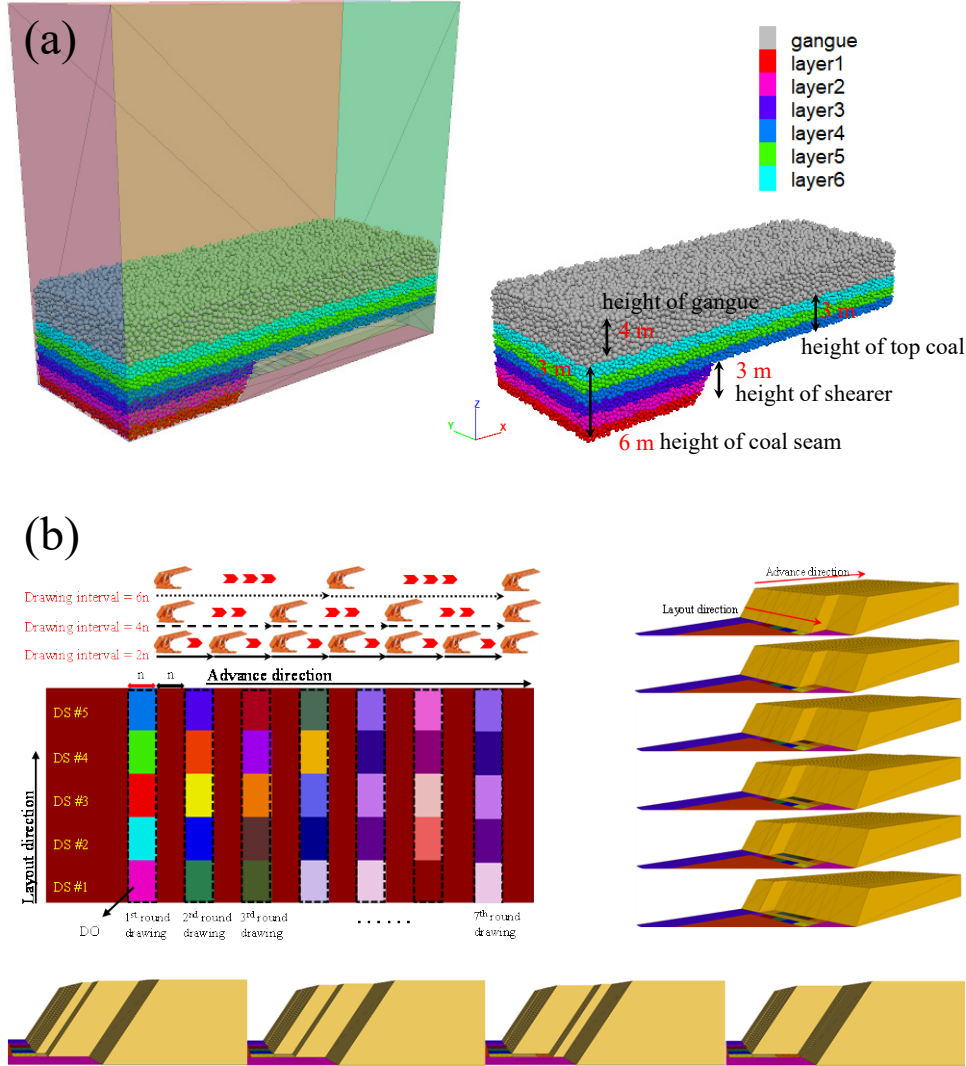 (a)
gangue
layer1
layer2
layer3
layer4
layer5
layer6
height of gangue
4 m
3 m
height of top coal
3 m
3 m
height of shearer
Z
Y
X
6 m height of coal seam
(b)
Drawing interval = 6n
Drawing interval = 4n
Drawing interval = 2n
n
n
Advance direction
DS #5
DS #4
DS #3
DS #2
DS #1
Layout direction
DO
1st round drawing
2nd round drawing
3rd round drawing
......
7th round drawing
Advance direction
Layout direction